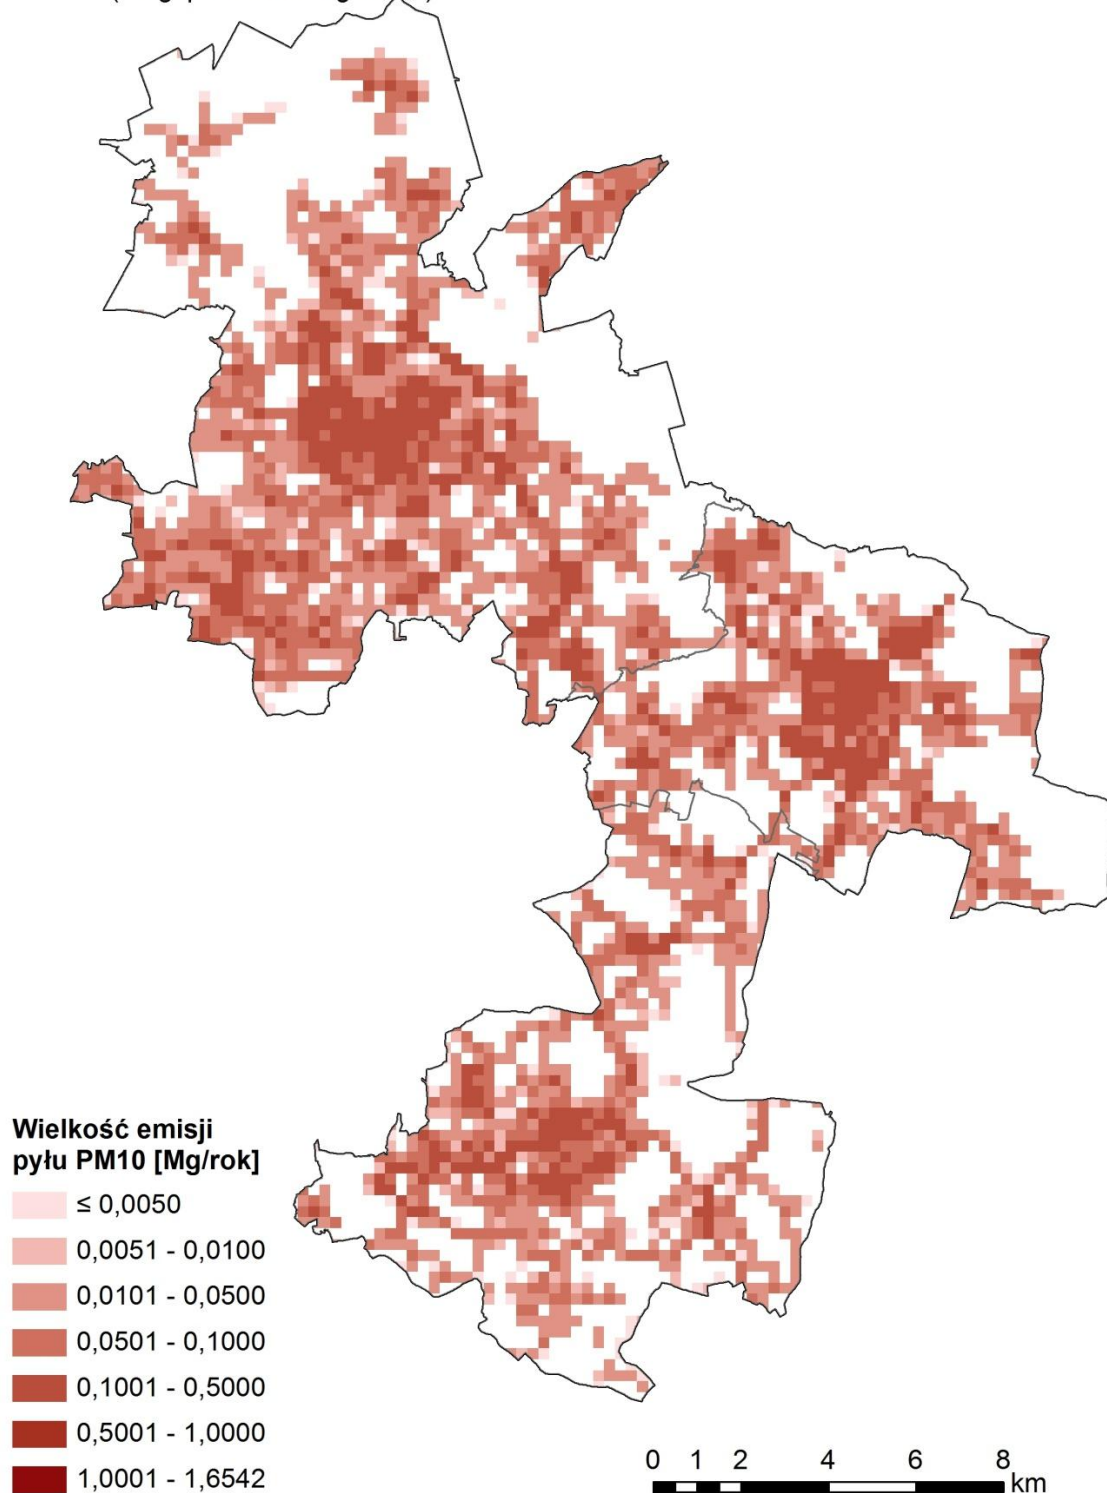 Wielkość emisji
pyłu PM10 [Mg/rok]
≤ 0,0050
0,0051 - 0,0100
0,0101 - 0,0500
0,0501 - 0,1000
0,1001 - 0,5000
0,5001 - 1,0000
1,0001 - 1,6542
0 1 2 4 6 8
km